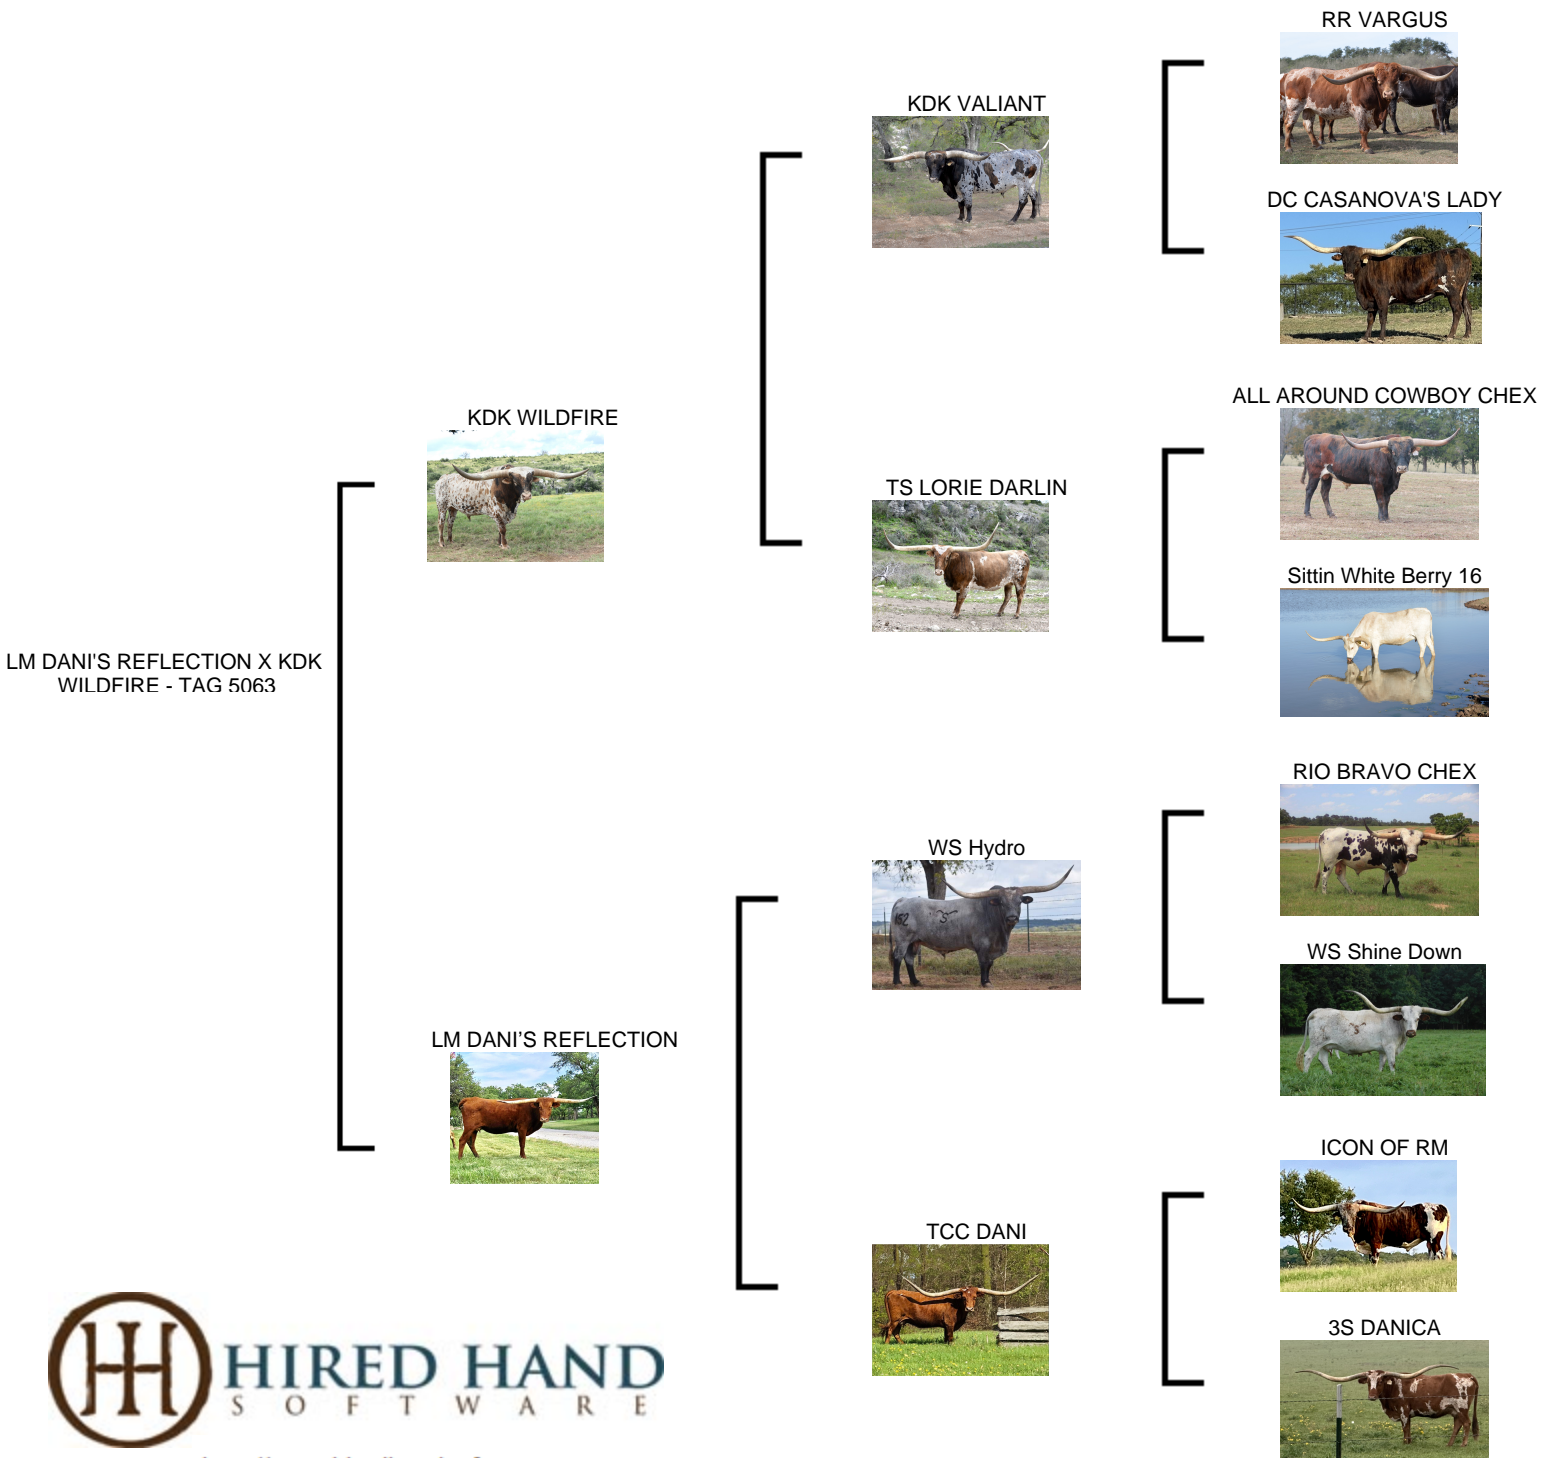 RR VARGUS
KDK VALIANT
DC CASANOVA'S LADY
KDK WILDFIRE
ALL AROUND COWBOY CHEX
TS LORIE DARLIN
Sittin White Berry 16
LM DANI'S REFLECTION X KDK
WILDFIRE - TAG 5063
RIO BRAVO CHEX
WS Hydro
WS Shine Down
LM DANI'S REFLECTION
ICON OF RM
TCC DANI
3S DANICA
HIRED HAND
SOFTWARE